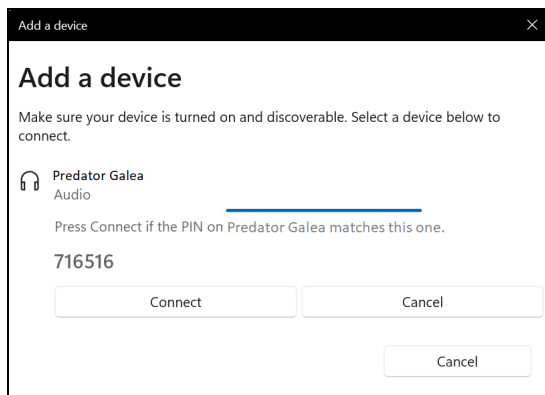 Add a device
Add a device
Make sure your device is turned on and discoverable. Select a device below to
connect.
Predator Galea
Audio
Press Connect if the PIN on Predator Galea matches this one.
716516
Connect Cancel
Cancel